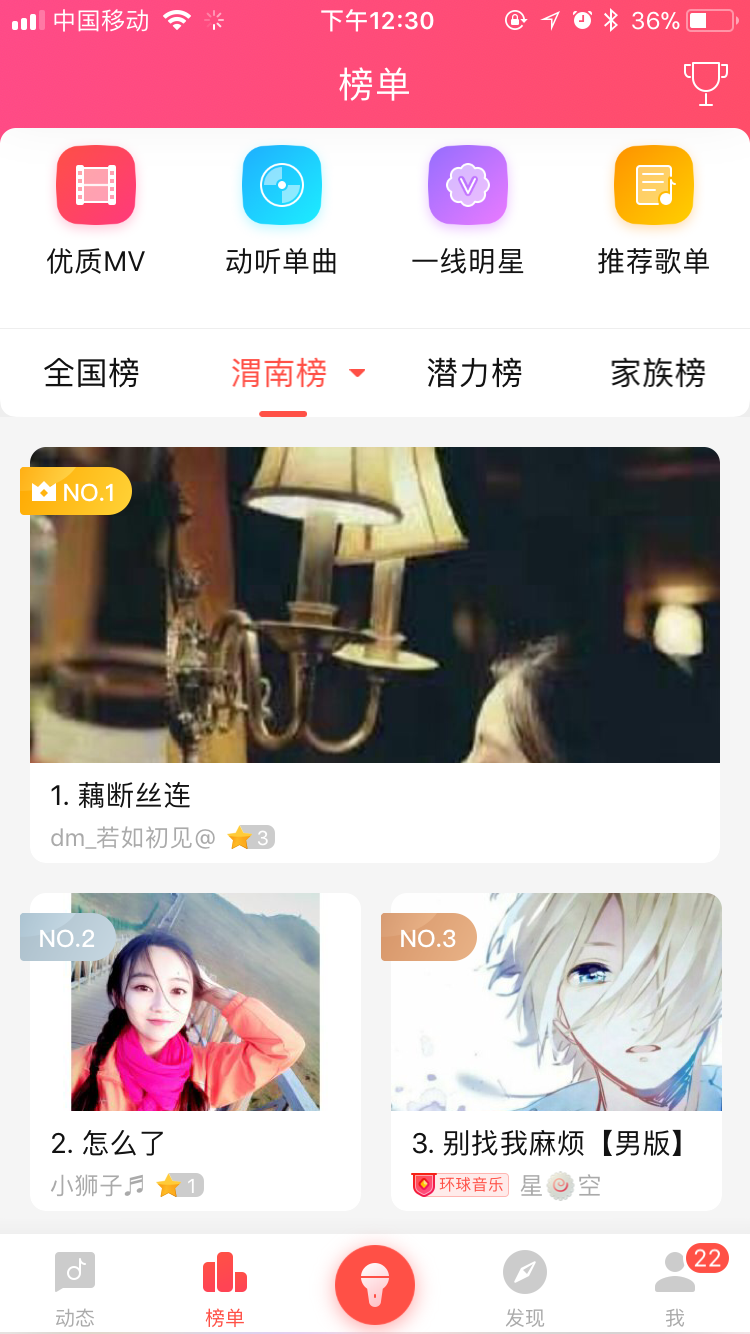 中国移动 下午12:30 36%
榜单
优质MV 动听单曲 一线明星 推荐歌单
全国榜 渭南榜 潜力榜 家族榜
NO.1
1. 藕断丝连
dm_若如初见@ 3
NO.2
2. 怎么了
小狮子♬ 1
NO.3
3. 别找我麻烦【男版】
环球音乐 星🍥空
22
动态 榜单 发现 我